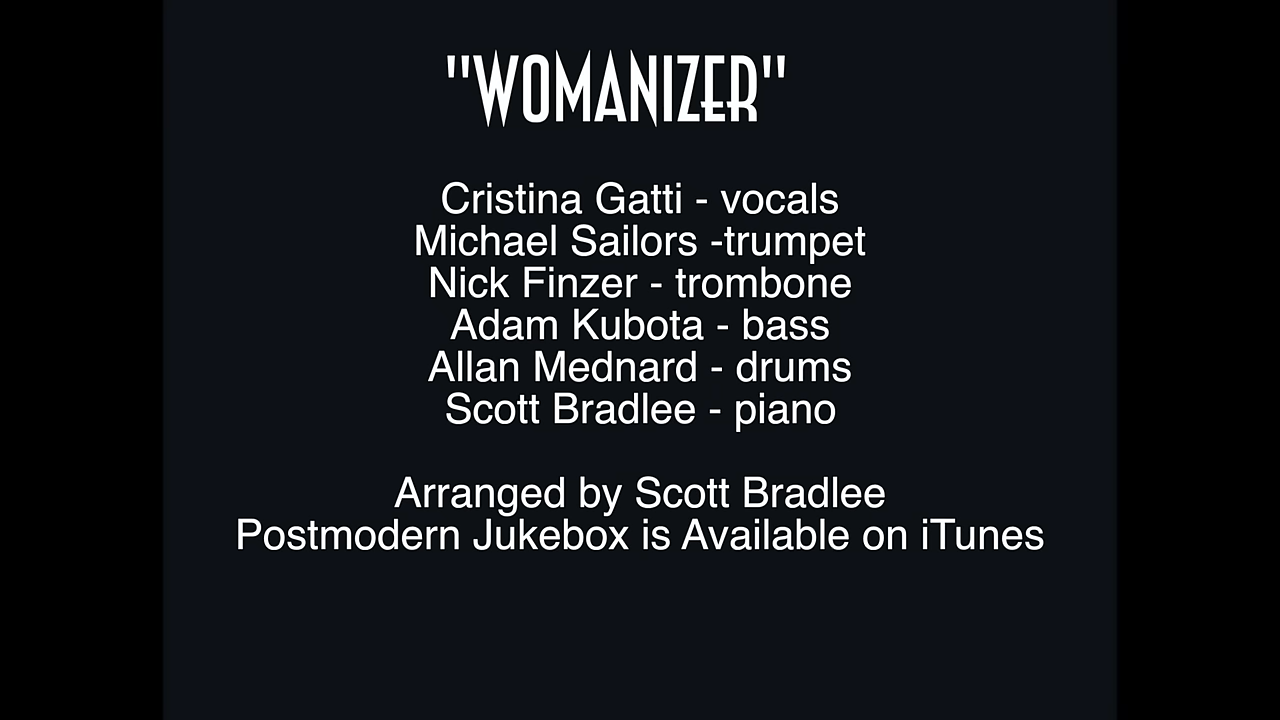 "WOMANIZER"
Cristina Gatti - vocals
Michael Sailors -trumpet
Nick Finzer - trombone
Adam Kubota - bass
Allan Mednard - drums
Scott Bradlee - piano
Arranged by Scott Bradlee
Postmodern Jukebox is Available on iTunes